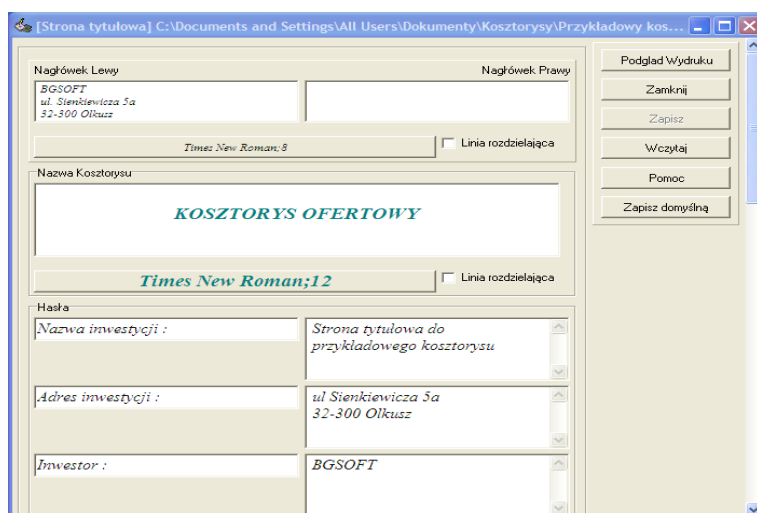 [Strona tytułowa] C:\Documents and Settings\All Users\Dokumenty\Kosztorysy\Przykładowy kos...
Nagłówek Lewy
Nagłówek Prawy
BGSOFT
ul. Sienkiewicza 5a
32-300 Olkusz
Times New Roman;8
Linia rozdzielająca
Nazwa Kosztorysu
KOSZTORYS OFERTOWY
Times New Roman;12
Linia rozdzielająca
Hasła
Nazwa inwestycji :
Strona tytułowa do
przykładowego kosztorysu
Adres inwestycji :
ul Sienkiewicza 5a
32-300 Olkusz
Inwestor :
BGSOFT
Podglad Wydruku
Zamknij
Zapisz
Wczytaj
Pomoc
Zapisz domyślną